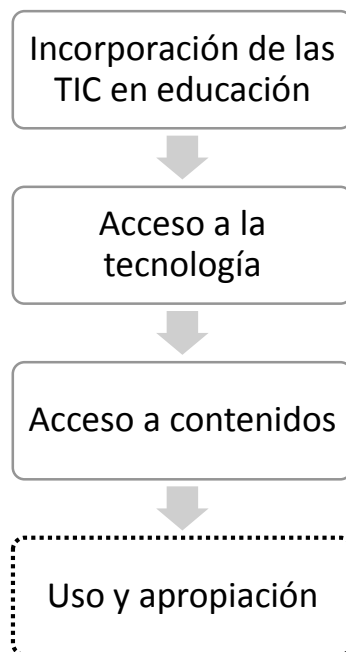 Incorporación de las
TIC en educación
Acceso a la
tecnología
Acceso a contenidos
Uso y apropiación